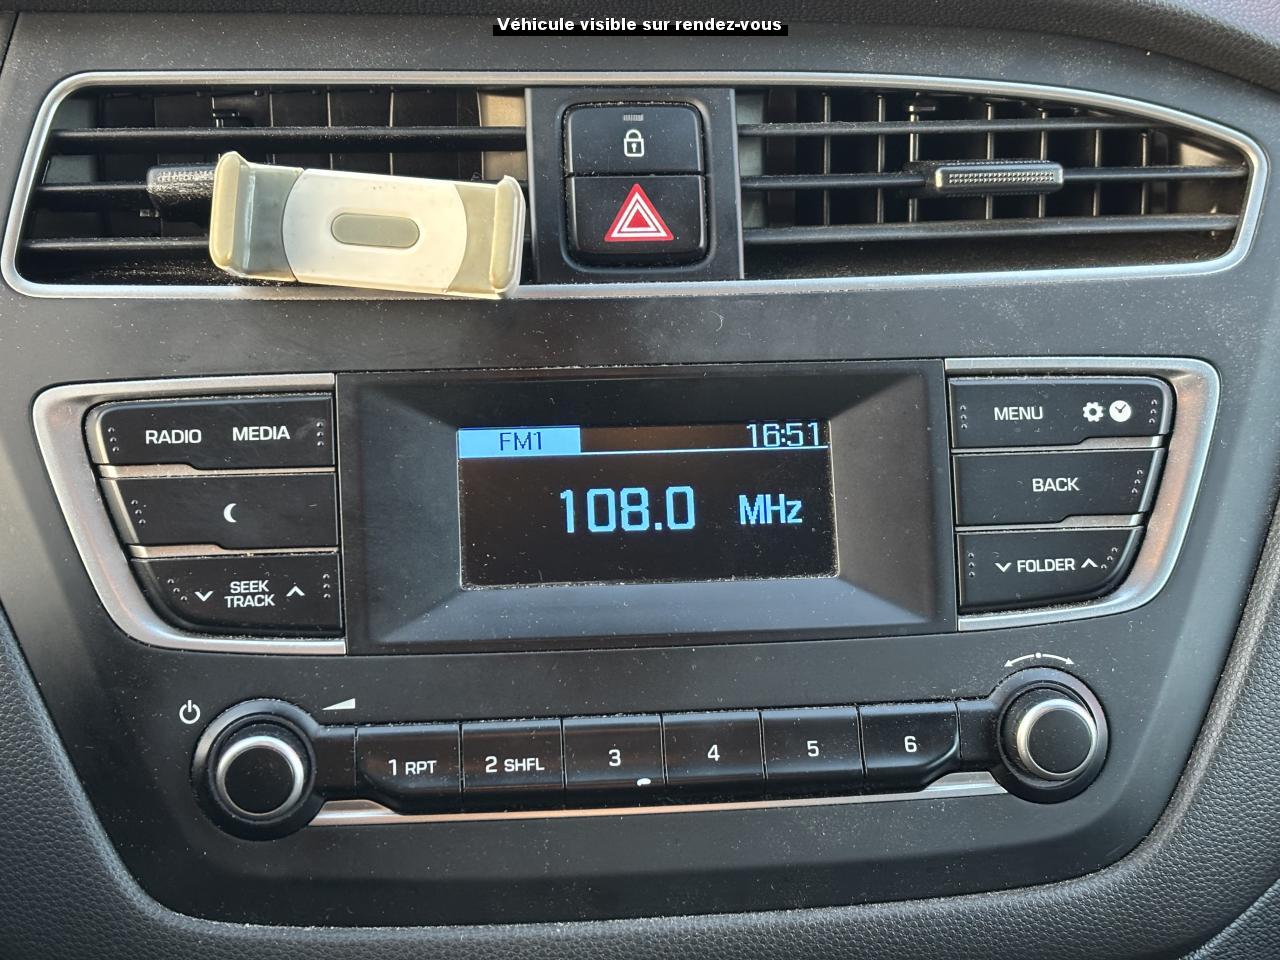 Véhicule visible sur rendez-vous
RADIO MEDIA
SEEK
TRACK
FM1 16:51
108.0 MHz
MENU
BACK
FOLDER
1 RPT 2 SHFL 3 4 5 6